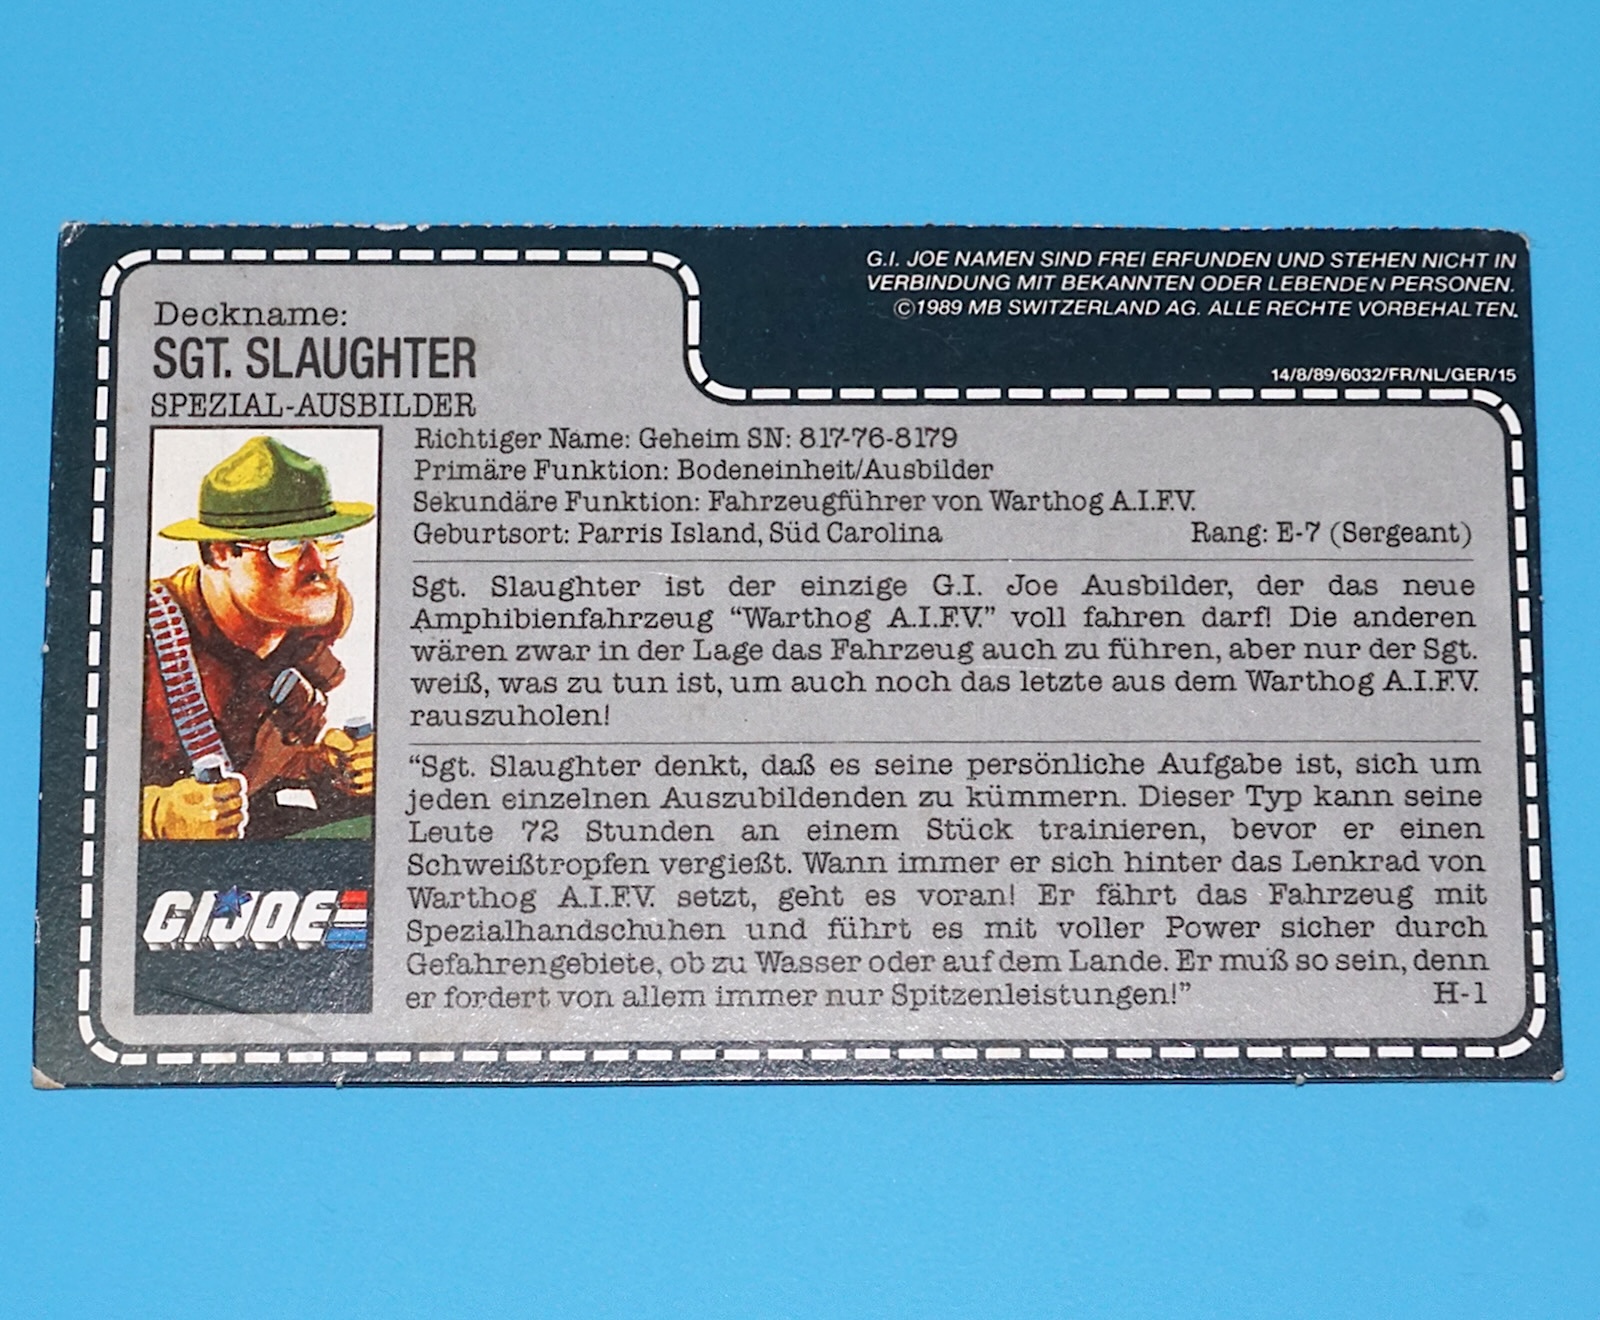 G.I. JOE NAMEN SIND FREI ERFUNDEN UND STEHEN NICHT IN
VERBINDUNG MIT BEKANNTEN ODER LEBENDEN PERSONEN.
©1989 MB SWITZERLAND AG. ALLE RECHTE VORBEHALTEN.
14/8/89/6032/FR/NL/GER/15
Deckname:
SGT. SLAUGHTER
SPEZIAL-AUSBILDER
Richtiger Name: Geheim SN: 817-76-8179
Primäre Funktion: Bodeneinheit/Ausbilder
Sekundäre Funktion: Fahrzeugführer von Warthog A.I.F.V.
Geburtsort: Parris Island, Süd Carolina Rang: E-7 (Sergeant)
Sgt. Slaughter ist der einzige G.I. Joe Ausbilder, der das neue
Amphibienfahrzeug “Warthog A.I.F.V.” voll fahren darf! Die anderen
wären zwar in der Lage das Fahrzeug auch zu führen, aber nur der Sgt.
weiß, was zu tun ist, um auch noch das letzte aus dem Warthog A.I.F.V.
rauszuholen!
“Sgt. Slaughter denkt, daß es seine persönliche Aufgabe ist, sich um
jeden einzelnen Auszubildenden zu kümmern. Dieser Typ kann seine
Leute 72 Stunden an einem Stück trainieren, bevor er einen
Schweißtropfen vergießt. Wann immer er sich hinter das Lenkrad von
Warthog A.I.F.V. setzt, geht es voran! Er fährt das Fahrzeug mit
Spezialhandschuhen und führt es mit voller Power sicher durch
Gefahrengebiete, ob zu Wasser oder auf dem Lande. Er muß so sein, denn
er fordert von allem immer nur Spitzenleistungen!” H-1
GI JOE